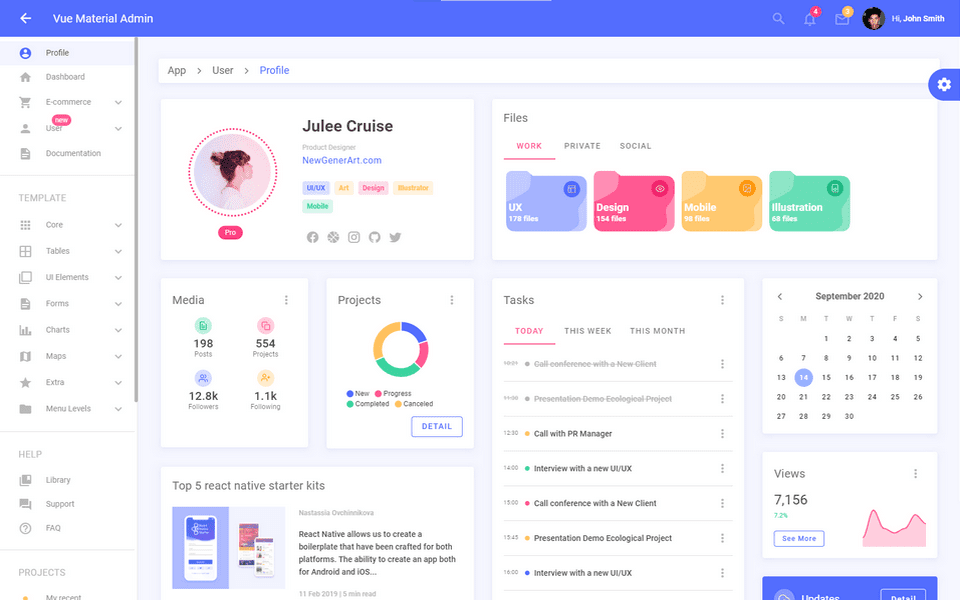 Vue Material Admin
4
3
Hi, John Smith
Profile
Dashboard
E-commerce
new
User
Documentation
TEMPLATE
Core
Tables
UI Elements
Forms
Charts
Maps
Extra
Menu Levels
HELP
Library
Support
FAQ
PROJECTS
My recent
App > User > Profile
Julee Cruise
Product Designer
NewGenerArt.com
UI/UX Art Design Illustrator
Mobile
Pro
Files
WORK PRIVATE SOCIAL
UX
178 files
Design
154 files
Mobile
98 files
Illustration
68 files
Media
198
Posts
554
Projects
12.8k
Followers
1.1k
Following
Projects
New Progress
Completed Canceled
DETAIL
Tasks
TODAY THIS WEEK THIS MONTH
Call conference with a New Client
Presentation Demo Ecological Project
12:30 Call with PR Manager
14:00 Interview with a new UI/UX
15:00 Call conference with a New Client
15:45 Presentation Demo Ecological Project
16:00 Interview with a new UI/UX
September 2020
S M T W T F S
1 2 3 4 5
6 7 8 9 10 11 12
13 14 15 16 17 18 19
20 21 22 23 24 25 26
27 28 29 30
Views
7,156
7.2%
See More
Updates
Detail
Top 5 react native starter kits
Nastassia Ovchinnikova
React Native allows us to create a
boilerplate that have been crafted for both
platforms. The ability to create an app both
for Android and iOS...
11 Feb 2019 | 5 min read